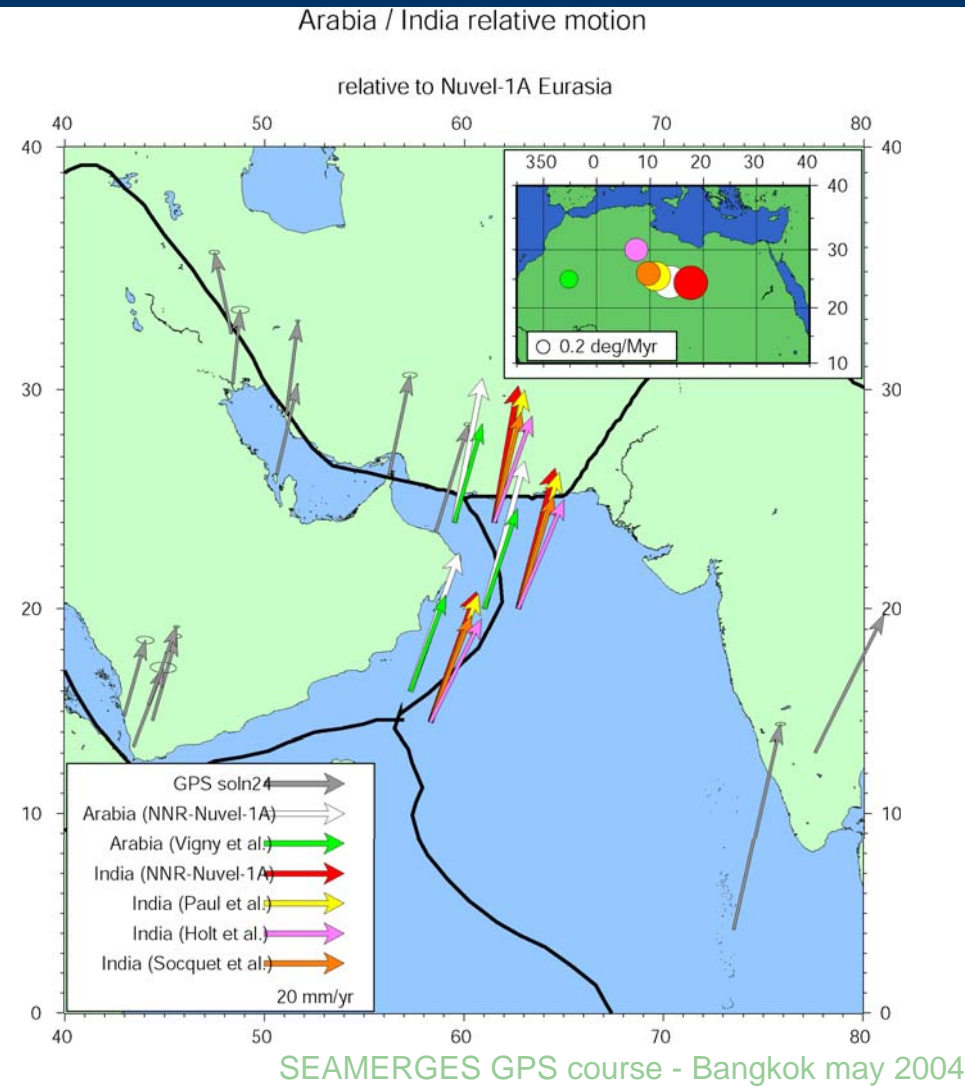 Arabia / India relative motion
relative to Nuvel-1A Eurasia
40 50 60 70 80
40 40
350 0 10 20 30 40
40
30
20
10
0.2 deg/Myr
30 30
20 20
10 10
0 0
GPS soln24
Arabia (NNR-Nuvel-1A)
Arabia (Vigny et al.)
India (NNR-Nuvel-1A)
India (Paul et al.)
India (Holt et al.)
India (Socquet et al.)
20 mm/yr
40 50 60 70 80
SEAMERGES GPS course - Bangkok may 2004